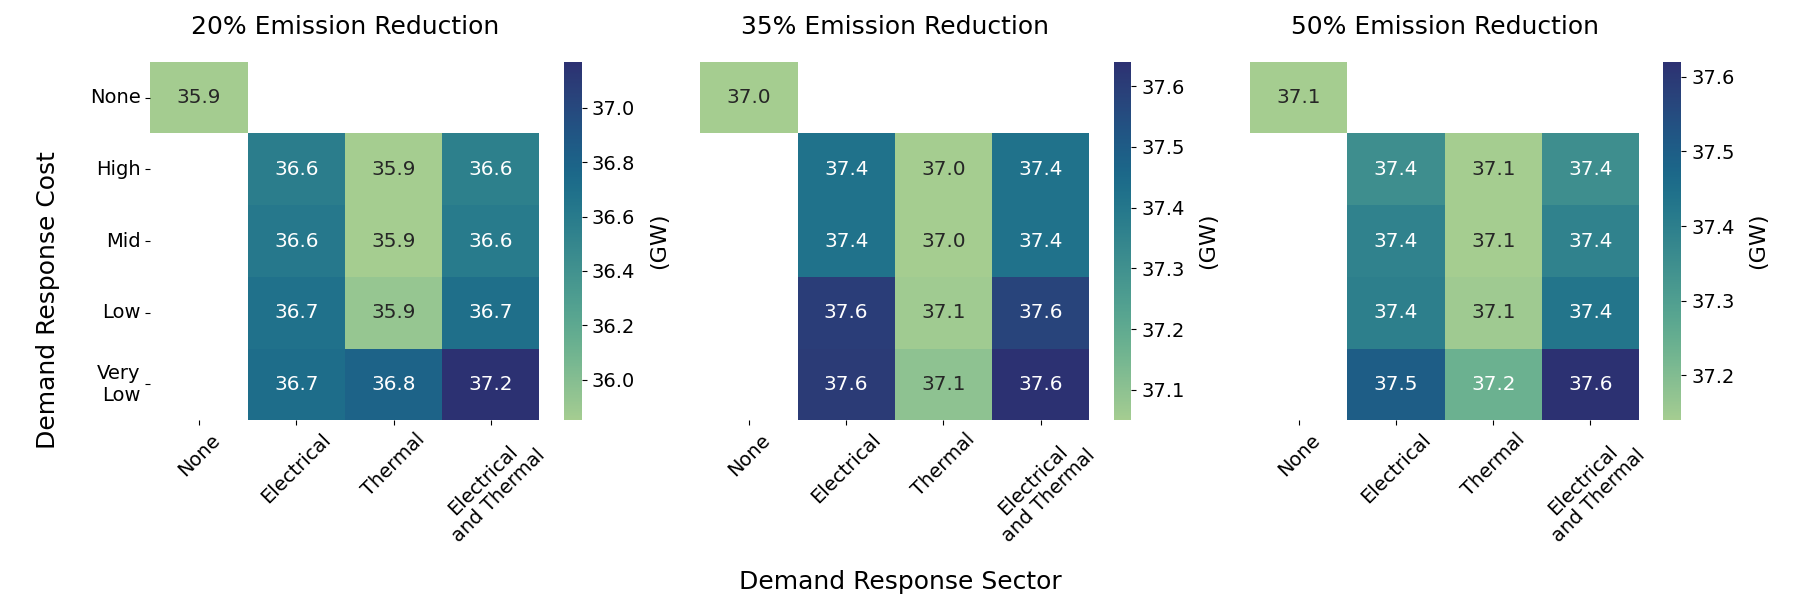 20% Emission Reduction
35% Emission Reduction
50% Emission Reduction
Demand Response Cost
None
High
Mid
Low
Very
Low
35.9
36.6 35.9 36.6
36.6 35.9 36.6
36.7 35.9 36.7
36.7 36.8 37.2
None
Electrical
Thermal
Electrical
and Thermal
37.0
36.8
36.6
36.4
36.2
36.0
(GW)
37.0
37.4 37.0 37.4
37.4 37.0 37.4
37.6 37.1 37.6
37.6 37.1 37.6
None
Electrical
Thermal
Electrical
and Thermal
37.6
37.5
37.4
37.3
37.2
37.1
(GW)
37.1
37.4 37.1 37.4
37.4 37.1 37.4
37.4 37.1 37.4
37.5 37.2 37.6
None
Electrical
Thermal
Electrical
and Thermal
37.6
37.5
37.4
37.3
37.2
(GW)
Demand Response Sector